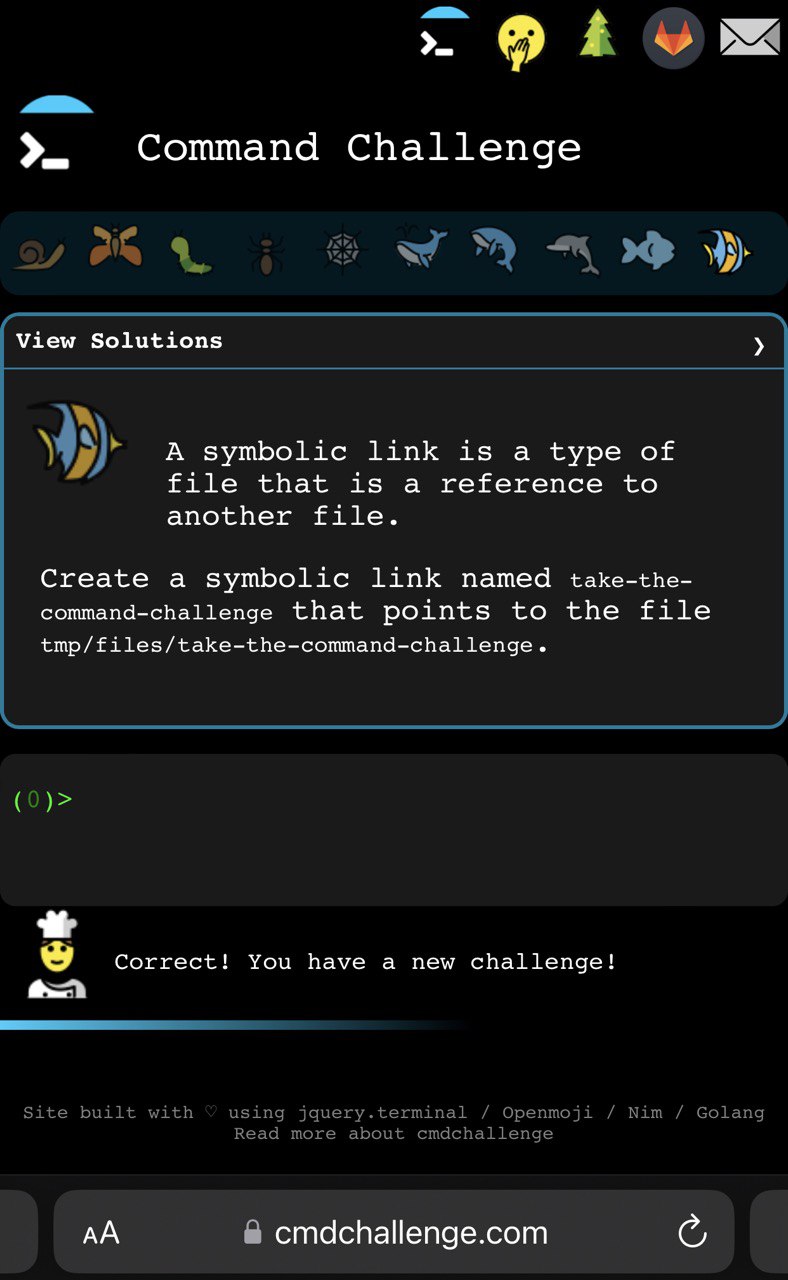 Command Challenge
View Solutions ❯
A symbolic link is a type of
file that is a reference to
another file.
Create a symbolic link named take-the-
command-challenge that points to the file
tmp/files/take-the-command-challenge.
(0)>
Correct! You have a new challenge!
Site built with ♡ using jquery.terminal / Openmoji / Nim / Golang
Read more about cmdchallenge
AA cmdchallenge.com